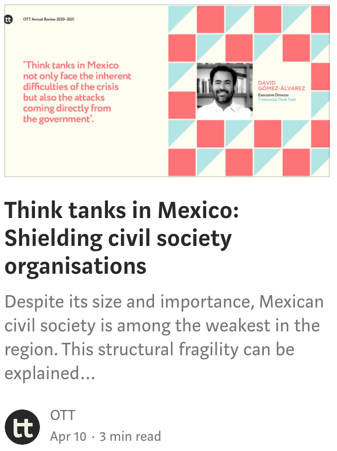 tt OTT Annual Review 2020-2021
'Think tanks in Mexico
not only face the inherent
difficulties of the crisis
but also the attacks
coming directly from
the government'.
DAVID
GÓMEZ-ÁLVAREZ
Executive Director
Transversal Think Tank
Think tanks in Mexico:
Shielding civil society
organisations
Despite its size and importance, Mexican
civil society is among the weakest in the
region. This structural fragility can be
explained…
tt
OTT
Apr 10 · 3 min read